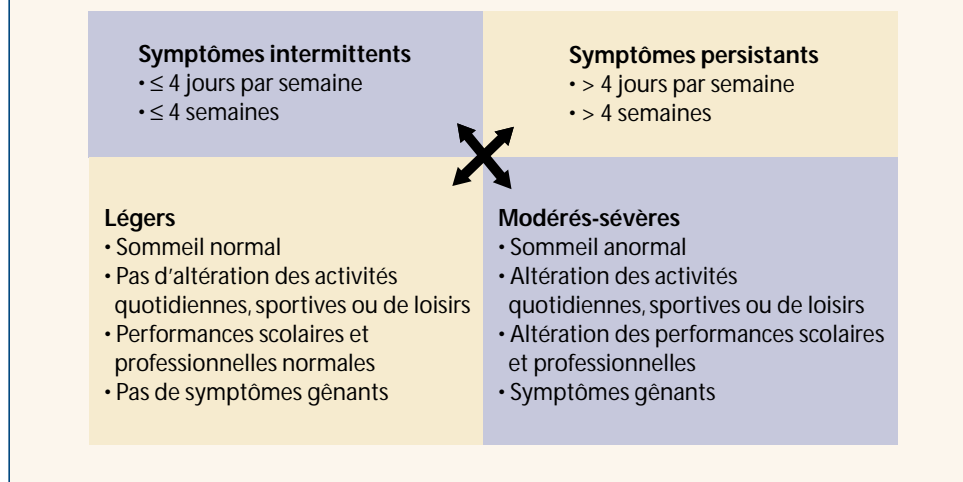 Symptômes intermittents
• ≤ 4 jours par semaine
• ≤ 4 semaines
Symptômes persistants
• > 4 jours par semaine
• > 4 semaines
Légers
• Sommeil normal
• Pas d'altération des activités
quotidiennes, sportives ou de loisirs
• Performances scolaires et
professionnelles normales
• Pas de symptômes gênants
Modérés-sévères
• Sommeil anormal
• Altération des activités
quotidiennes, sportives ou de loisirs
• Altération des performances scolaires
et professionnelles
• Symptômes gênants